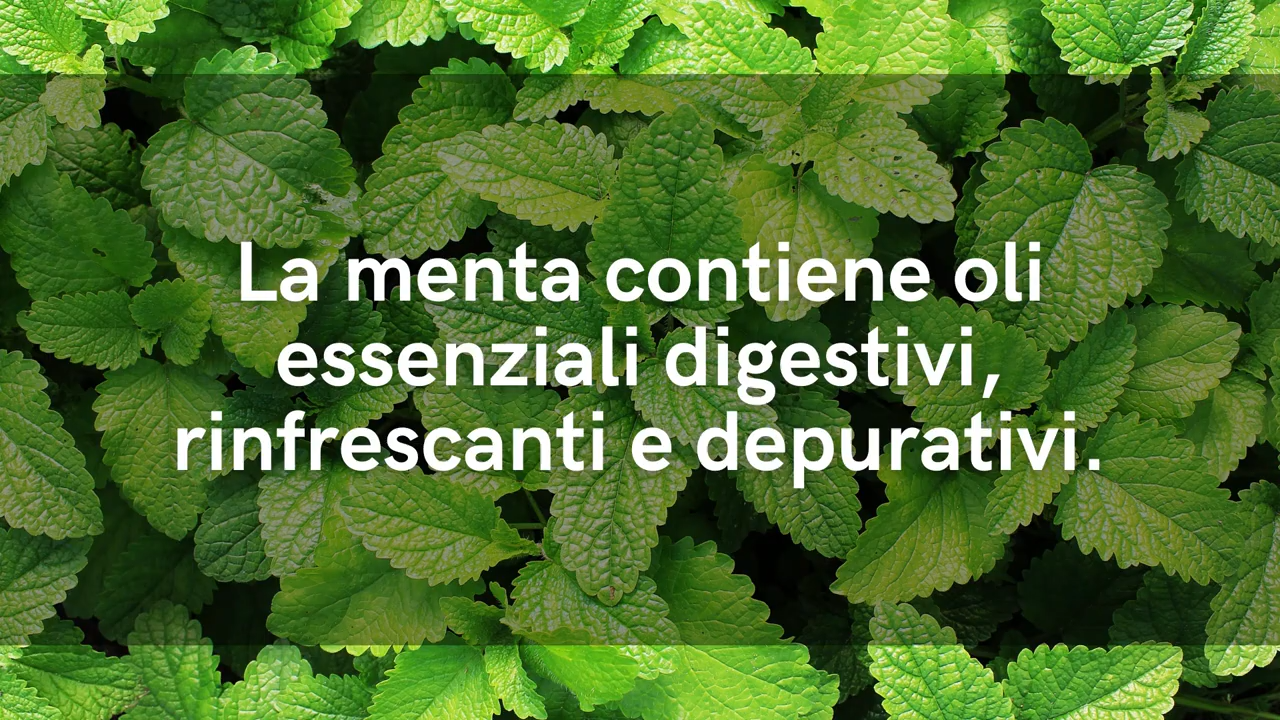 La menta contiene oli
essenziali digestivi,
rinfrescanti e depurativi.